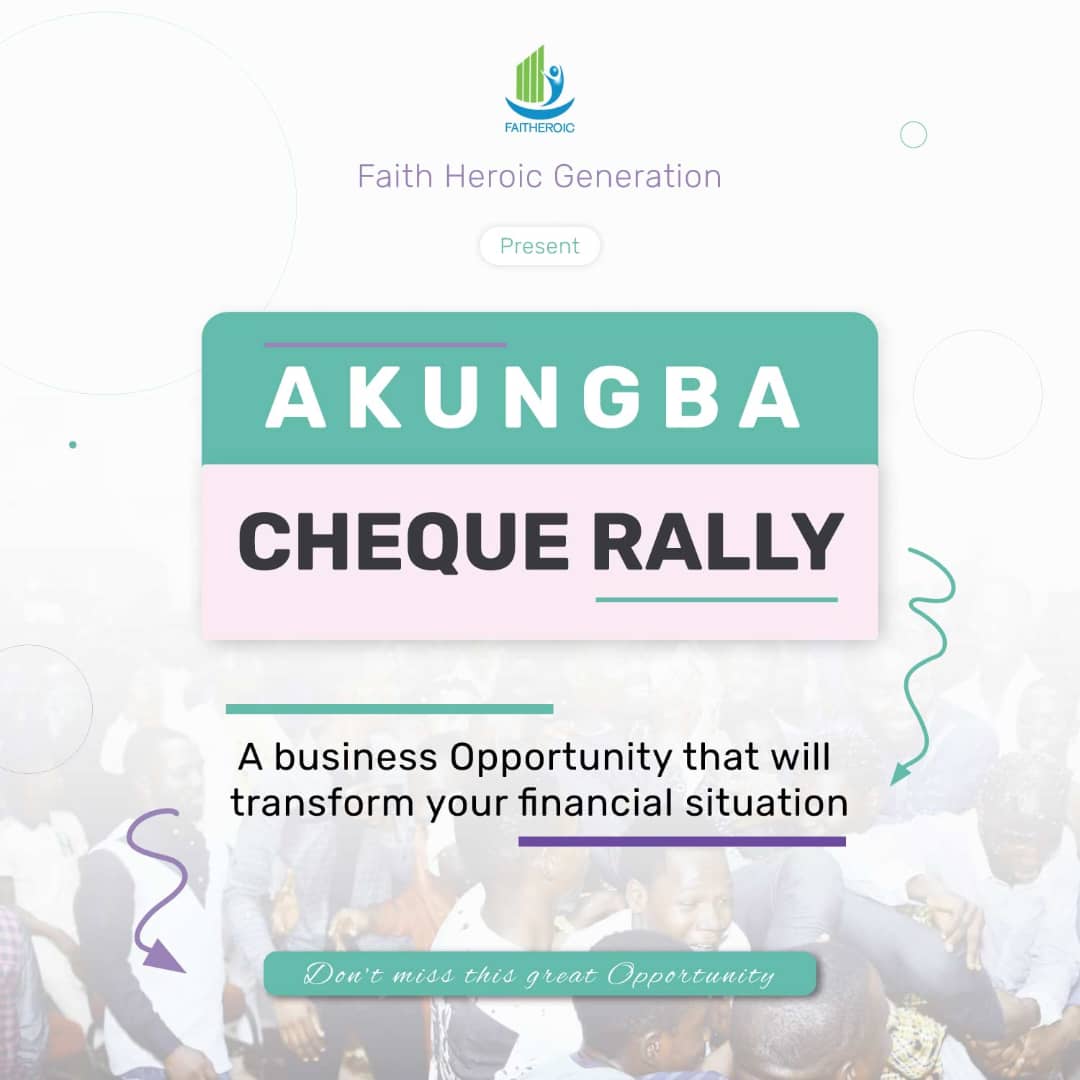 FAITHEROIC
Faith Heroic Generation
Present
AKUNGBA
CHEQUE RALLY
A business Opportunity that will
transform your financial situation
Don't miss this great Opportunity